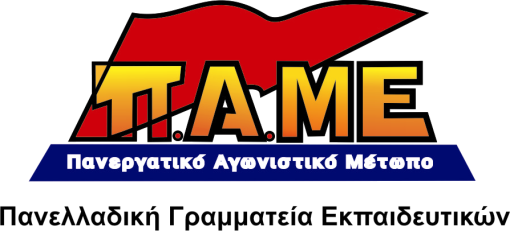 Π.Α.ΜΕ
Πανεργατικό Αγωνιστικό Μέτωπο
Πανελλαδική Γραμματεία Εκπαιδευτικών